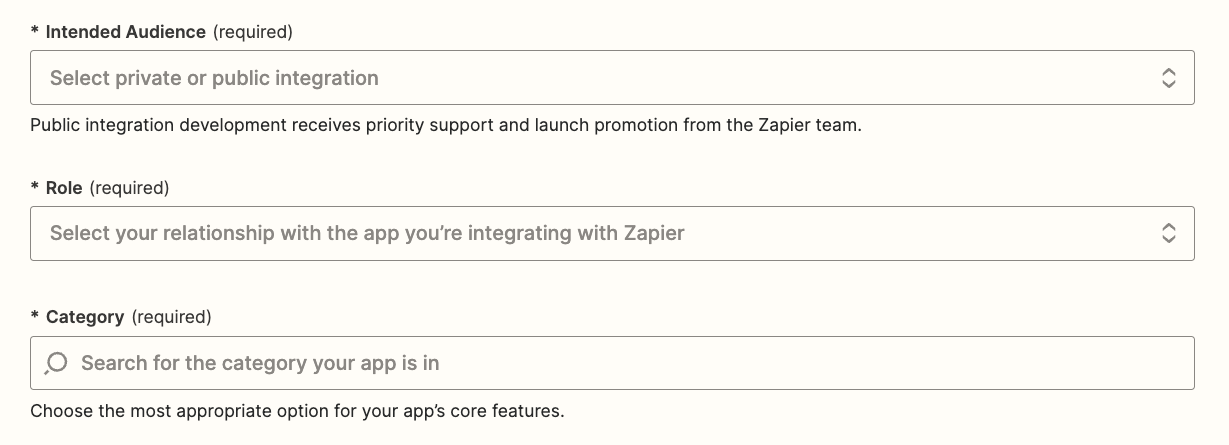 * Intended Audience (required)
Select private or public integration
Public integration development receives priority support and launch promotion from the Zapier team.
* Role (required)
Select your relationship with the app you’re integrating with Zapier
* Category (required)
Search for the category your app is in
Choose the most appropriate option for your app’s core features.